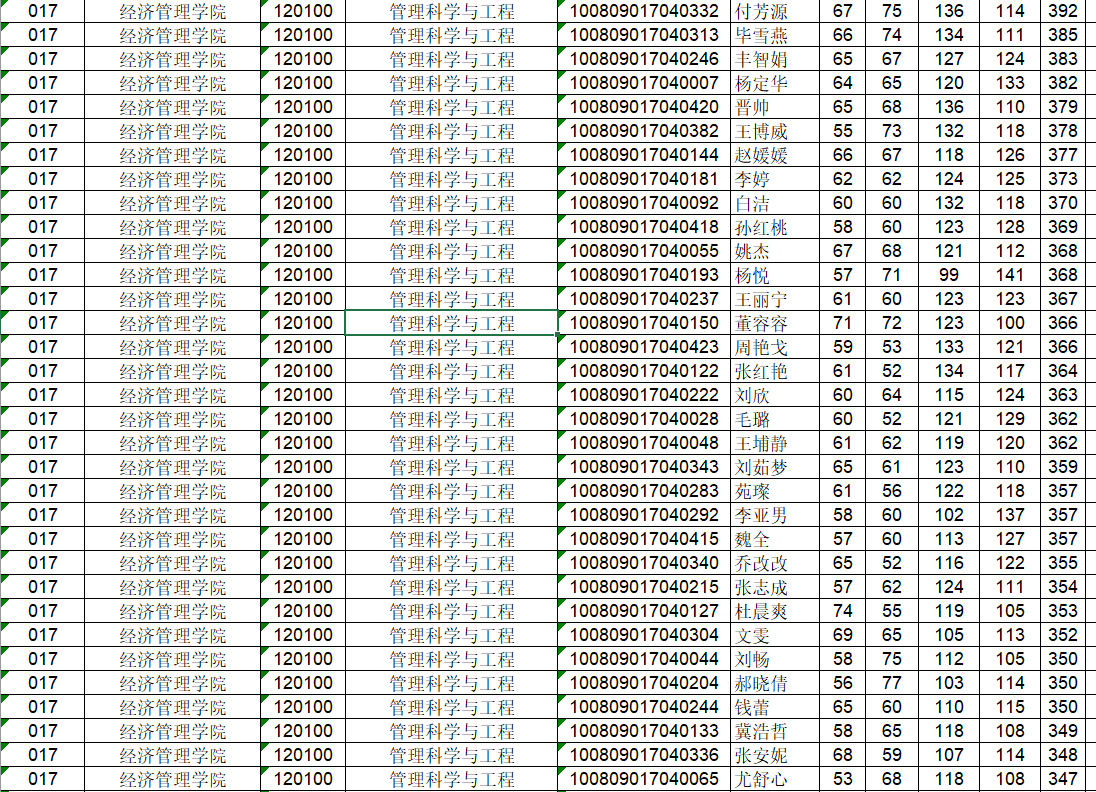 017 经济管理学院 120100 管理科学与工程 100809017040332 付芳源 67 75 136 114 392
017 经济管理学院 120100 管理科学与工程 100809017040313 毕雪燕 66 74 134 111 385
017 经济管理学院 120100 管理科学与工程 100809017040246 丰智娟 65 67 127 124 383
017 经济管理学院 120100 管理科学与工程 100809017040007 杨定华 64 65 120 133 382
017 经济管理学院 120100 管理科学与工程 100809017040420 晋帅 65 68 136 110 379
017 经济管理学院 120100 管理科学与工程 100809017040382 王博威 55 73 132 118 378
017 经济管理学院 120100 管理科学与工程 100809017040144 赵媛媛 66 67 118 126 377
017 经济管理学院 120100 管理科学与工程 100809017040181 李婷 62 62 124 125 373
017 经济管理学院 120100 管理科学与工程 100809017040092 白洁 60 60 132 118 370
017 经济管理学院 120100 管理科学与工程 100809017040418 孙红桃 58 60 123 128 369
017 经济管理学院 120100 管理科学与工程 100809017040055 姚杰 67 68 121 112 368
017 经济管理学院 120100 管理科学与工程 100809017040193 杨悦 57 71 99 141 368
017 经济管理学院 120100 管理科学与工程 100809017040237 王丽宁 61 60 123 123 367
017 经济管理学院 120100 管理科学与工程 100809017040150 董容容 71 72 123 100 366
017 经济管理学院 120100 管理科学与工程 100809017040423 周艳戈 59 53 133 121 366
017 经济管理学院 120100 管理科学与工程 100809017040122 张红艳 61 52 134 117 364
017 经济管理学院 120100 管理科学与工程 100809017040222 刘欣 60 64 115 124 363
017 经济管理学院 120100 管理科学与工程 100809017040028 毛璐 60 52 121 129 362
017 经济管理学院 120100 管理科学与工程 100809017040048 王埔静 61 62 119 120 362
017 经济管理学院 120100 管理科学与工程 100809017040343 刘茹梦 65 61 123 110 359
017 经济管理学院 120100 管理科学与工程 100809017040283 苑璨 61 56 122 118 357
017 经济管理学院 120100 管理科学与工程 100809017040292 李亚男 58 60 102 137 357
017 经济管理学院 120100 管理科学与工程 100809017040415 魏全 57 60 113 127 357
017 经济管理学院 120100 管理科学与工程 100809017040340 乔改改 65 52 116 122 355
017 经济管理学院 120100 管理科学与工程 100809017040215 张志成 57 62 124 111 354
017 经济管理学院 120100 管理科学与工程 100809017040127 杜晨爽 74 55 119 105 353
017 经济管理学院 120100 管理科学与工程 100809017040304 文雯 69 65 105 113 352
017 经济管理学院 120100 管理科学与工程 100809017040044 刘畅 58 75 112 105 350
017 经济管理学院 120100 管理科学与工程 100809017040204 郝晓倩 56 77 103 114 350
017 经济管理学院 120100 管理科学与工程 100809017040244 钱蕾 65 60 110 115 350
017 经济管理学院 120100 管理科学与工程 100809017040133 冀浩哲 58 65 118 108 349
017 经济管理学院 120100 管理科学与工程 100809017040336 张安妮 68 59 107 114 348
017 经济管理学院 120100 管理科学与工程 100809017040065 尤舒心 53 68 118 108 347